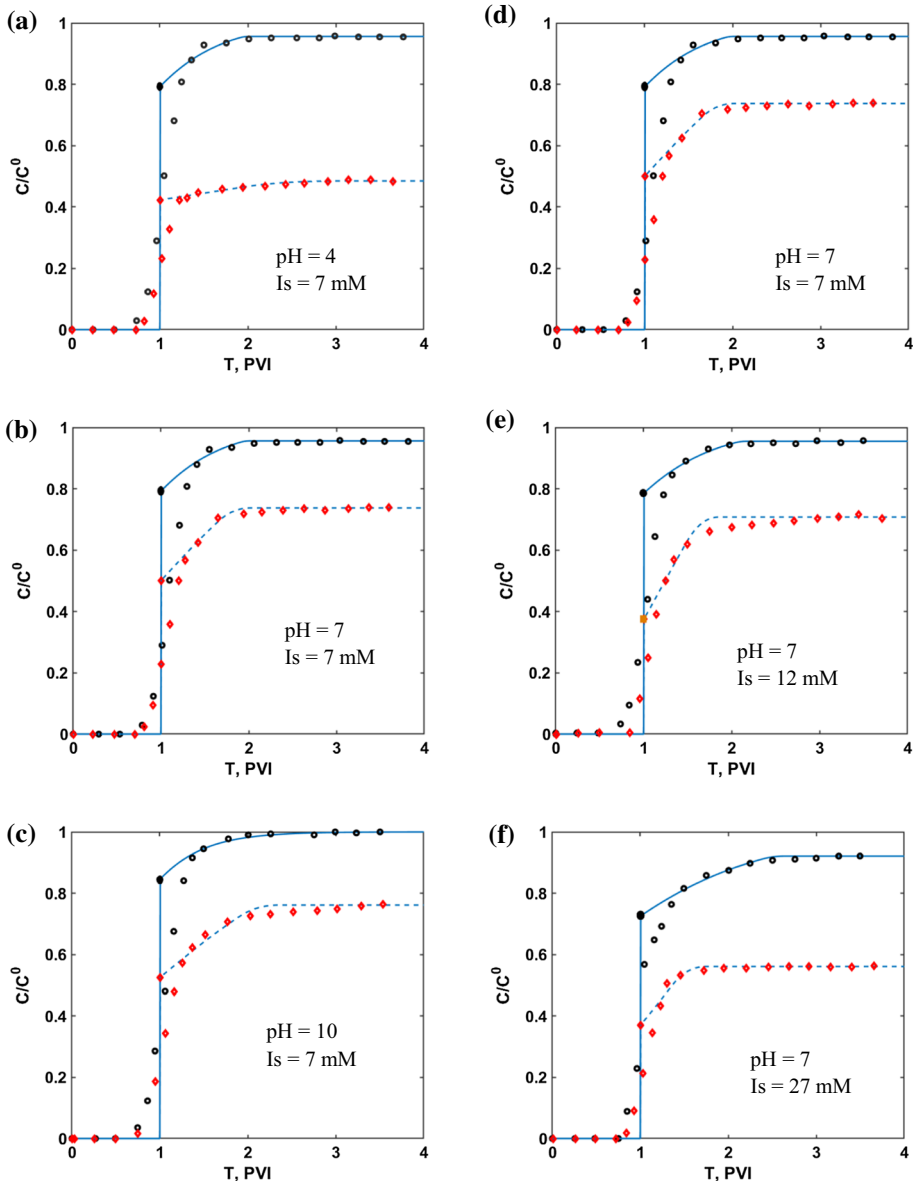 (a)
1
0.8
0.6
0.4
0.2
0
C/C⁰
pH = 4
Is = 7 mM
0 1 2 3 4
T, PVI
(d)
1
0.8
0.6
0.4
0.2
0
C/C⁰
pH = 7
Is = 7 mM
0 1 2 3 4
T, PVI
(b)
1
0.8
0.6
0.4
0.2
0
C/C⁰
pH = 7
Is = 7 mM
0 1 2 3 4
T, PVI
(e)
1
0.8
0.6
0.4
0.2
0
C/C⁰
pH = 7
Is = 12 mM
0 1 2 3 4
T, PVI
(c)
1
0.8
0.6
0.4
0.2
0
C/C⁰
pH = 10
Is = 7 mM
0 1 2 3 4
T, PVI
(f)
1
0.8
0.6
0.4
0.2
0
C/C⁰
pH = 7
Is = 27 mM
0 1 2 3 4
T, PVI